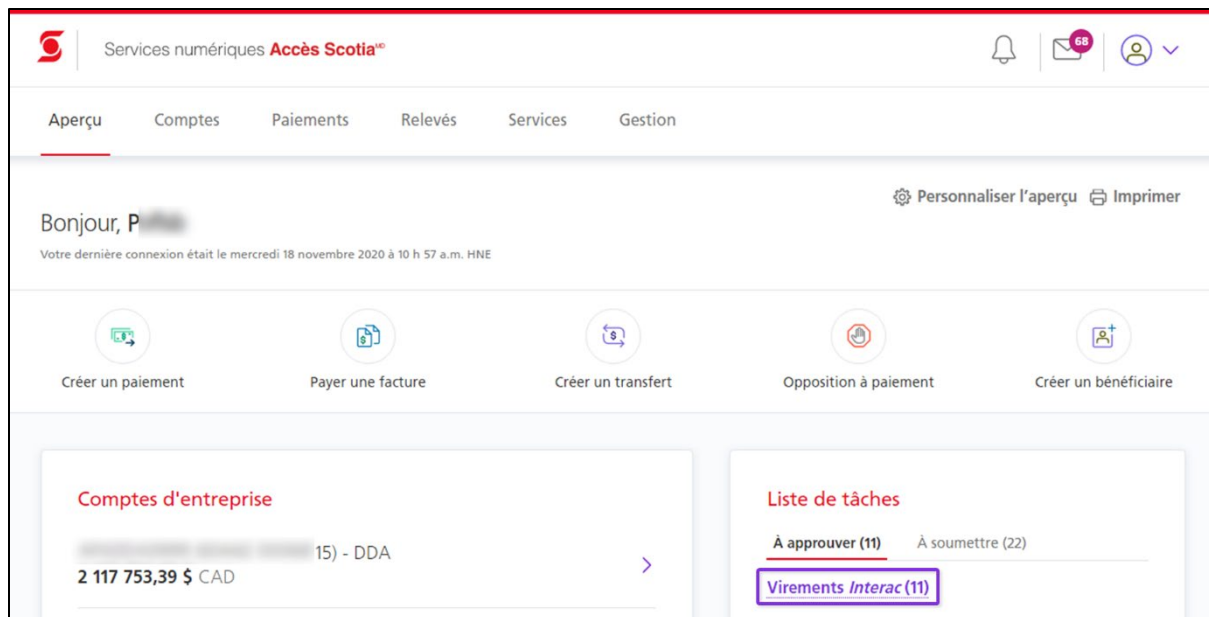 Services numériques Accès Scotia MD
68
Aperçu Comptes Paiements Relevés Services Gestion
Personnaliser l'aperçu Imprimer
Bonjour, P
Votre dernière connexion était le mercredi 18 novembre 2020 à 10 h 57 a.m. HNE
Créer un paiement Payer une facture Créer un transfert Opposition à paiement Créer un bénéficiaire
Comptes d'entreprise
15) - DDA
2 117 753,39 $ CAD
Liste de tâches
À approuver (11) À soumettre (22)
Virements Interac (11)